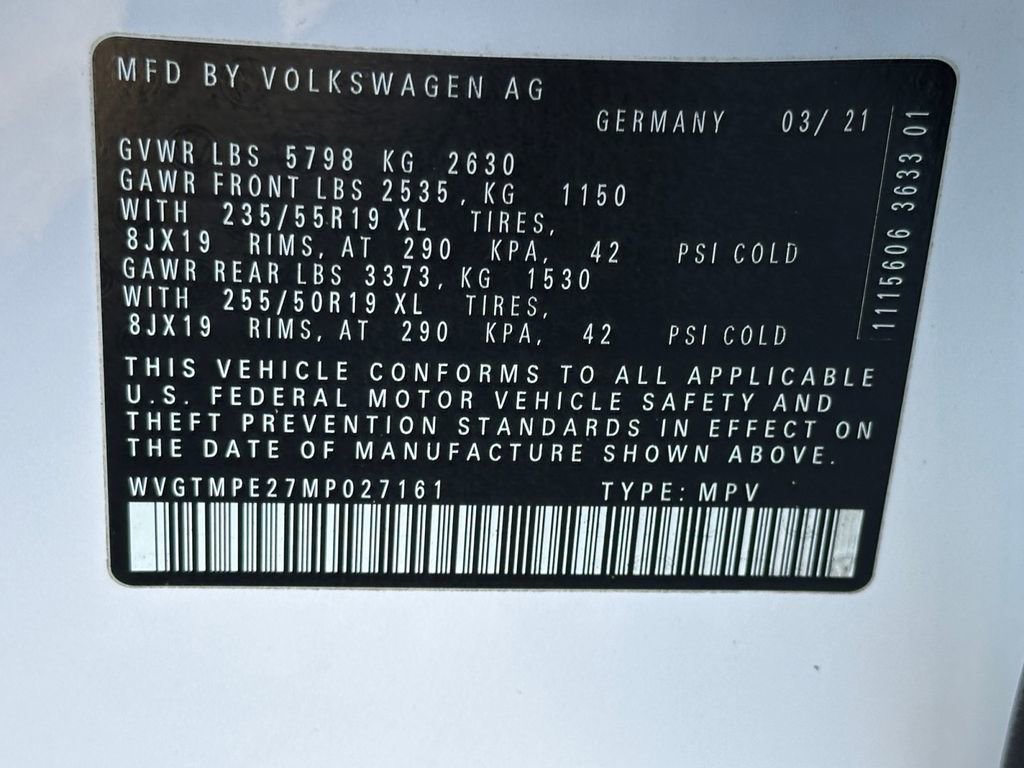 MFD BY VOLKSWAGEN AG
GERMANY 03/ 21
GVWR LBS 5798 KG 2630
GAWR FRONT LBS 2535, KG 1150
WITH 235/55R19 XL TIRES,
8JX19 RIMS, AT 290 KPA, 42 PSI COLD
GAWR REAR LBS 3373, KG 1530
WITH 255/50R19 XL TIRES,
8JX19 RIMS, AT 290 KPA, 42 PSI COLD
THIS VEHICLE CONFORMS TO ALL APPLICABLE
U.S. FEDERAL MOTOR VEHICLE SAFETY AND
THEFT PREVENTION STANDARDS IN EFFECT ON
THE DATE OF MANUFACTURE SHOWN ABOVE.
WVGTMPE27MP027161 TYPE: MPV
1115606 3633 01